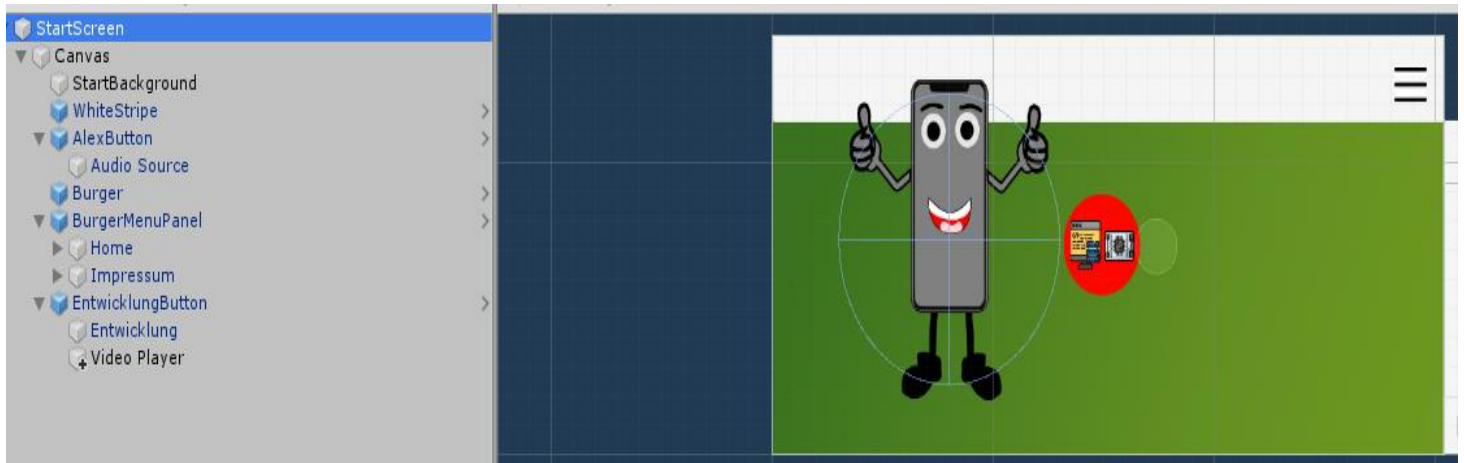 StartScreen
Canvas
StartBackground
WhiteStripe
AlexButton
Audio Source
Burger
BurgerMenuPanel
Home
Impressum
EntwicklungButton
Entwicklung
Video Player